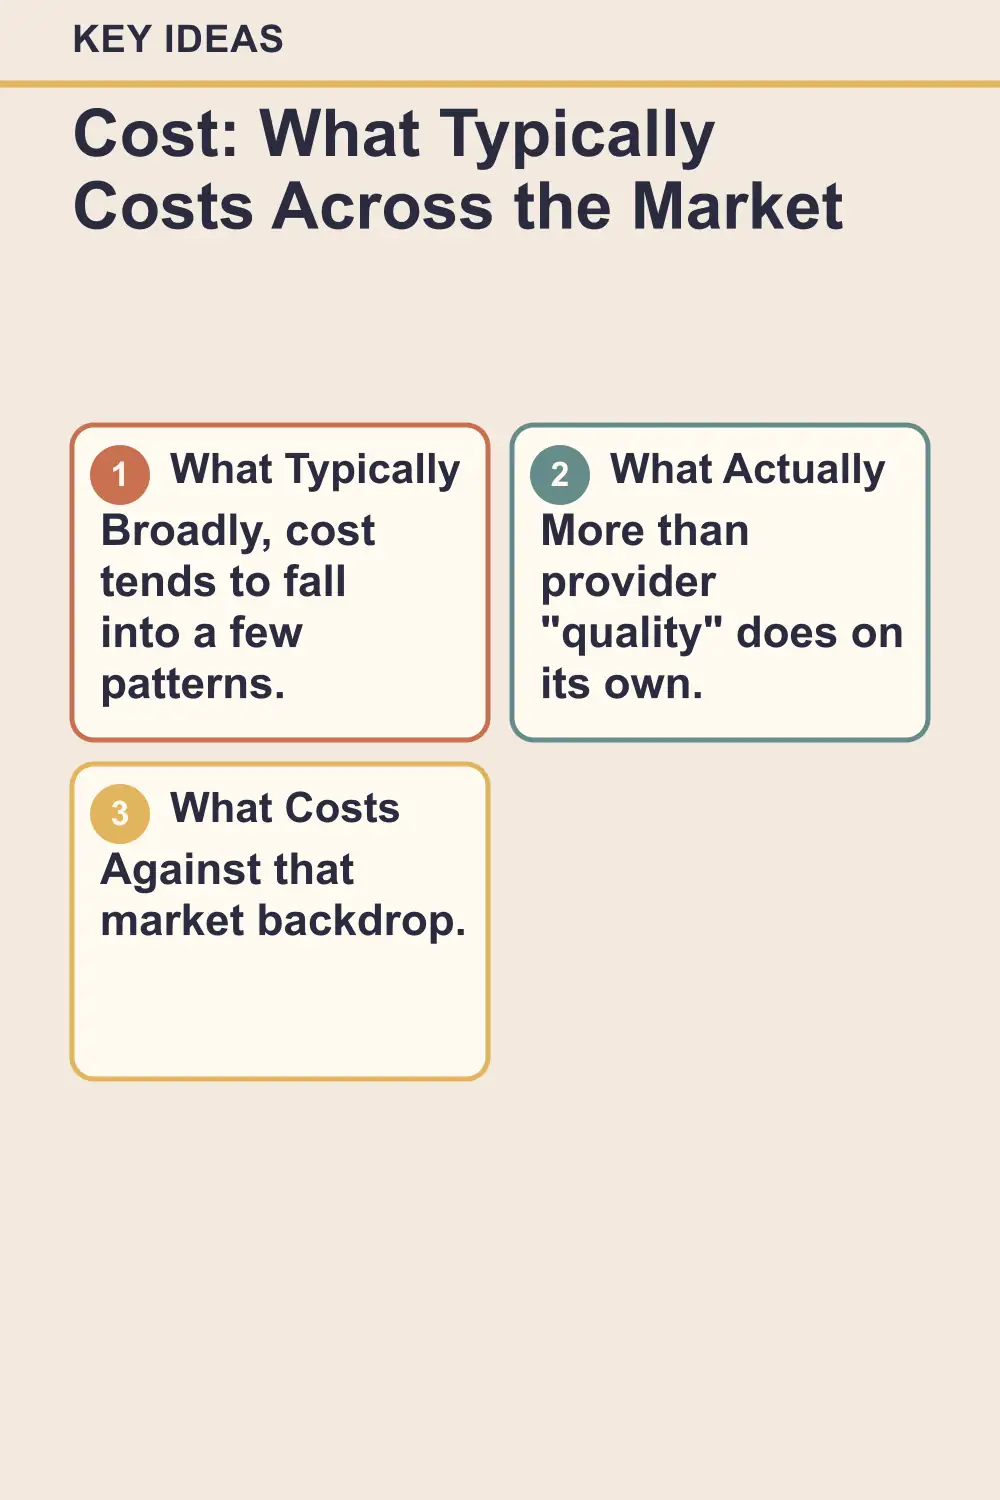 KEY IDEAS
Cost: What Typically
Costs Across the Market
1 What Typically
Broadly, cost
tends to fall
into a few
patterns.
2 What Actually
More than
provider
"quality" does on
its own.
3 What Costs
Against that
market backdrop.